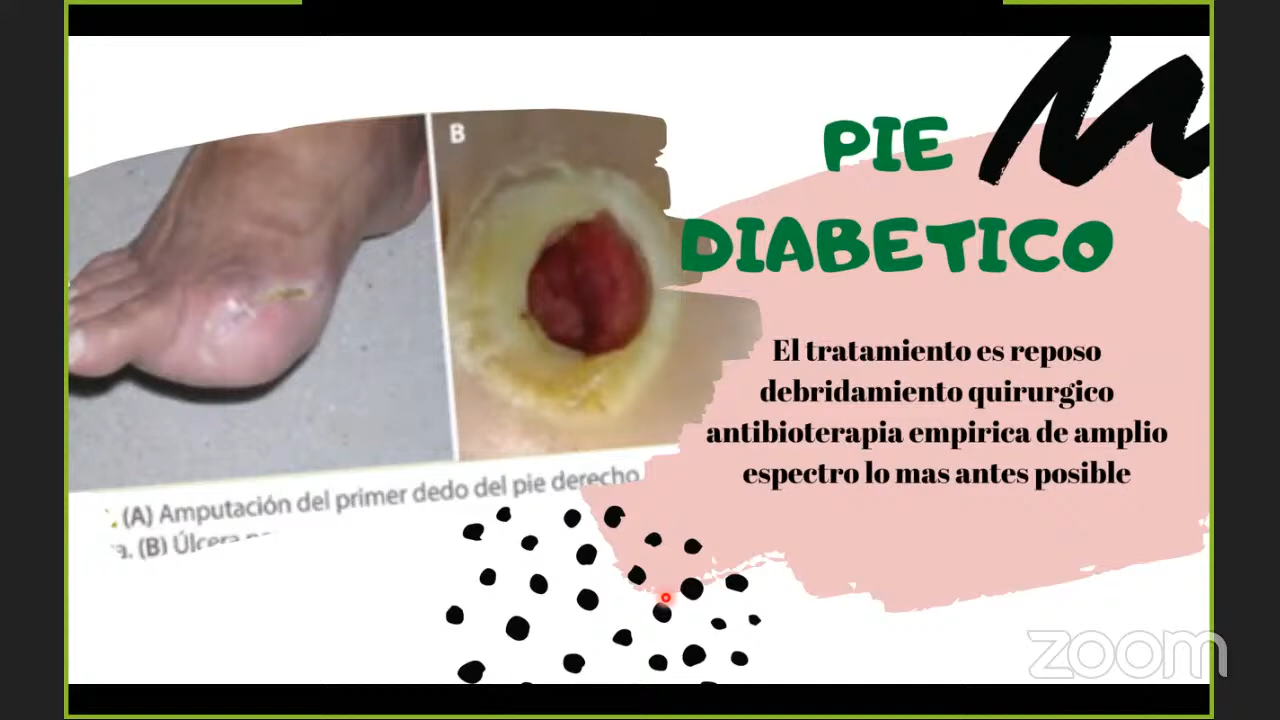 B
PIE
DIABETICO
El tratamiento es reposo
debridamiento quirurgico
antibioterapia empirica de amplio
espectro lo mas antes posible
(A) Amputación del primer dedo del pie derecho
(B) Úlcera
zoom